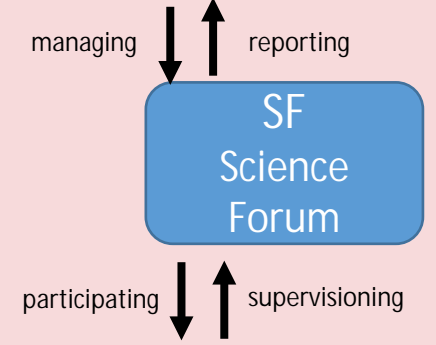 managing reporting
SF
Science
Forum
participating supervisioning